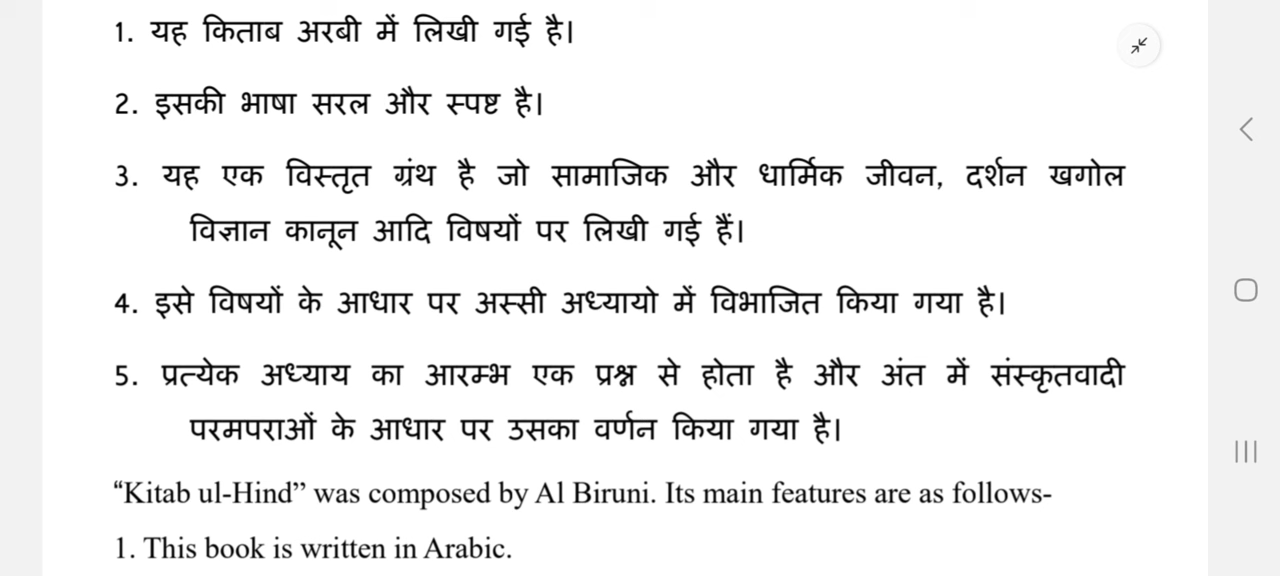 1. यह किताब अरबी में लिखी गई है।
2. इसकी भाषा सरल और स्पष्ट है।
3. यह एक विस्तृत ग्रंथ है जो सामाजिक और धार्मिक जीवन, दर्शन खगोल
विज्ञान कानून आदि विषयों पर लिखी गई हैं।
4. इसे विषयों के आधार पर अस्सी अध्यायो में विभाजित किया गया है।
5. प्रत्येक अध्याय का आरम्भ एक प्रश्न से होता है और अंत में संस्कृतवादी
परमपराओं के आधार पर उसका वर्णन किया गया है।
“Kitab ul-Hind” was composed by Al Biruni. Its main features are as follows-
1. This book is written in Arabic.